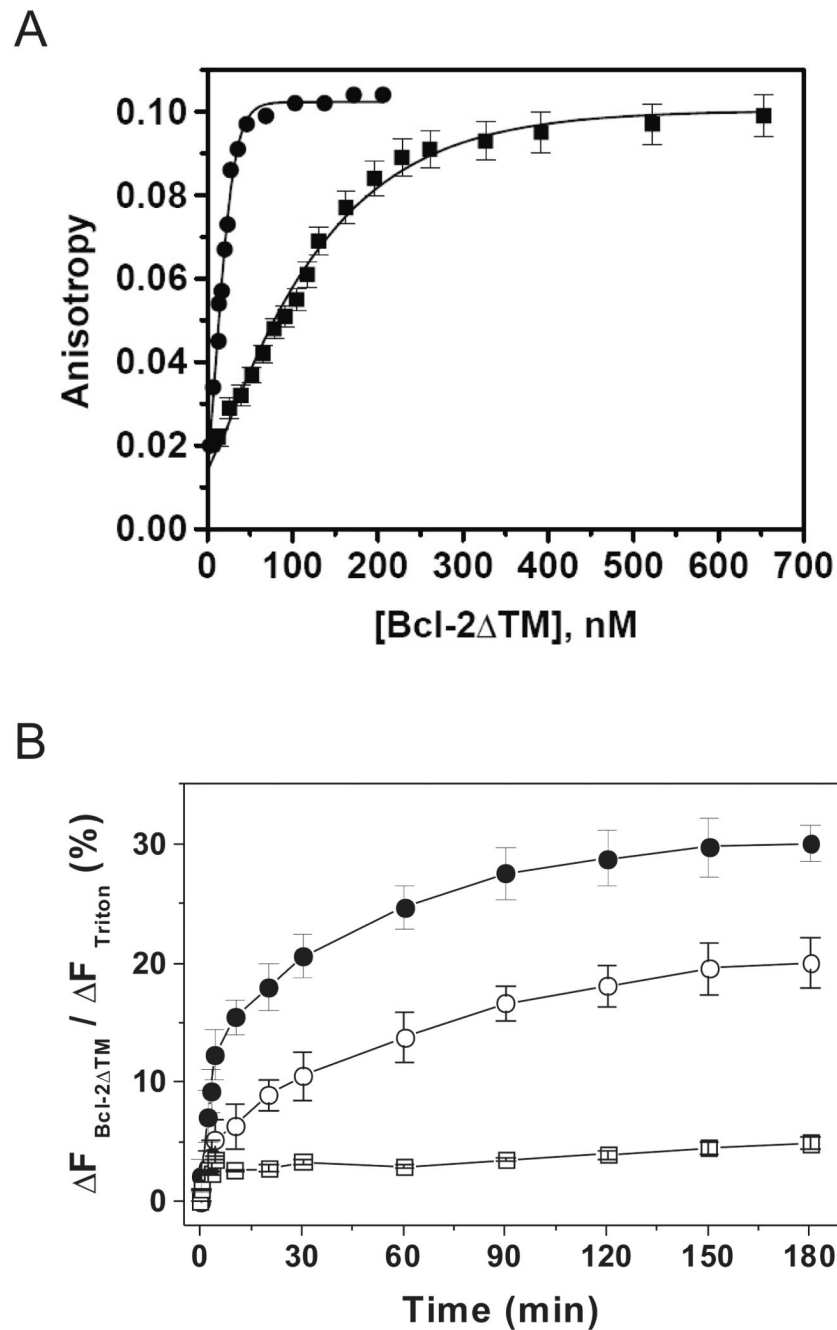 A
Anisotropy
0.10
0.08
0.06
0.04
0.02
0.00
0 100 200 300 400 500 600 700
[Bcl-2ΔTM], nM
B
ΔF Bcl-2ΔTM / ΔF Triton (%)
30
20
10
0
0 30 60 90 120 150 180
Time (min)